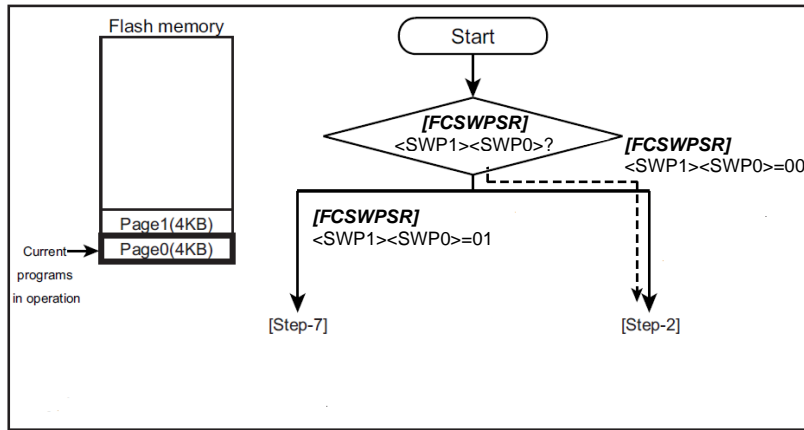 Flash memory
Page1(4KB)
Page0(4KB)
Current
programs
in operation
Start
[FCSWPSR]
<SWP1><SWP0>?
[FCSWPSR]
<SWP1><SWP0>=00
[FCSWPSR]
<SWP1><SWP0>=01
[Step-7]
[Step-2]